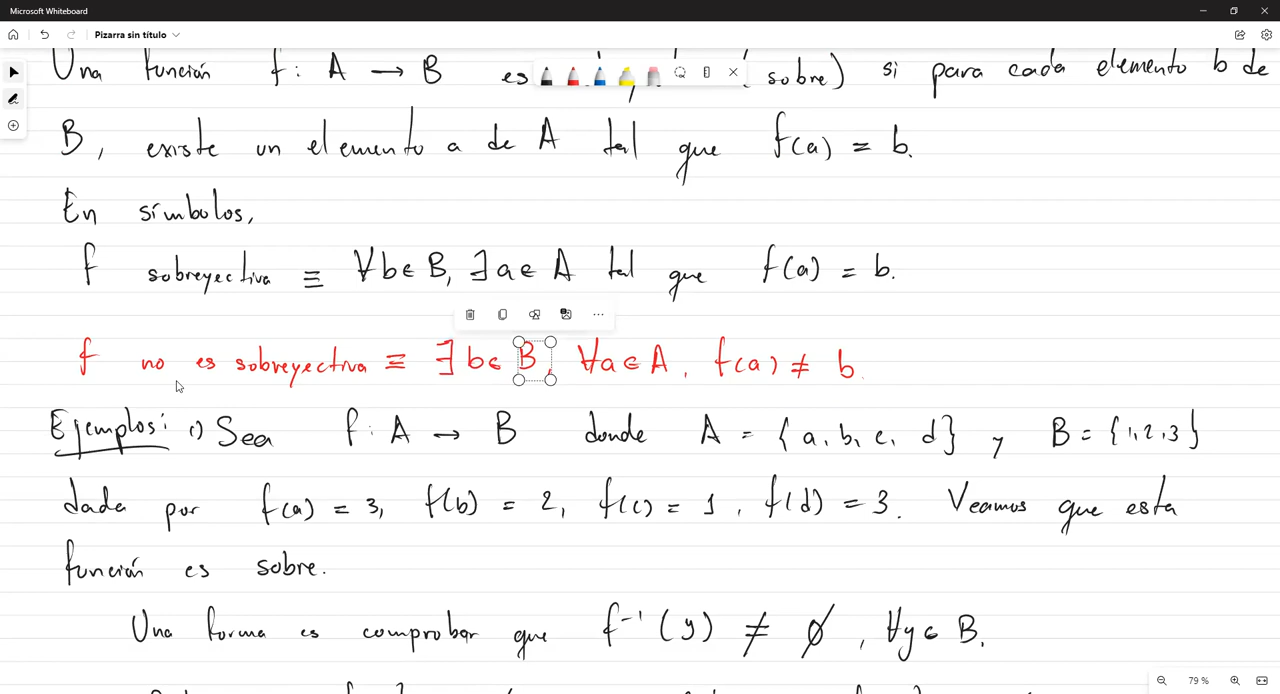 Microsoft Whiteboard
Pizarra sin título
Una función f: A → B es (sobre) si para cada elemento b de
B, existe un elemento a de A tal que f(a) = b.
En símbolos,
f sobreyectiva ≡ ∀b∈B, ∃a∈A tal que f(a) = b.
f no es sobreyectiva ≡ ∃b∈B, ∀a∈A, f(a) ≠ b.
Ejemplos: 1) Sea f: A → B donde A = {a, b, c, d} y B = {1,2,3}
dada por f(a) = 3, f(b) = 2, f(c) = 1, f(d) = 3. Veamos que esta
función es sobre.
Una forma es comprobar que f⁻¹(y) ≠ ∅, ∀y∈B.
79 %